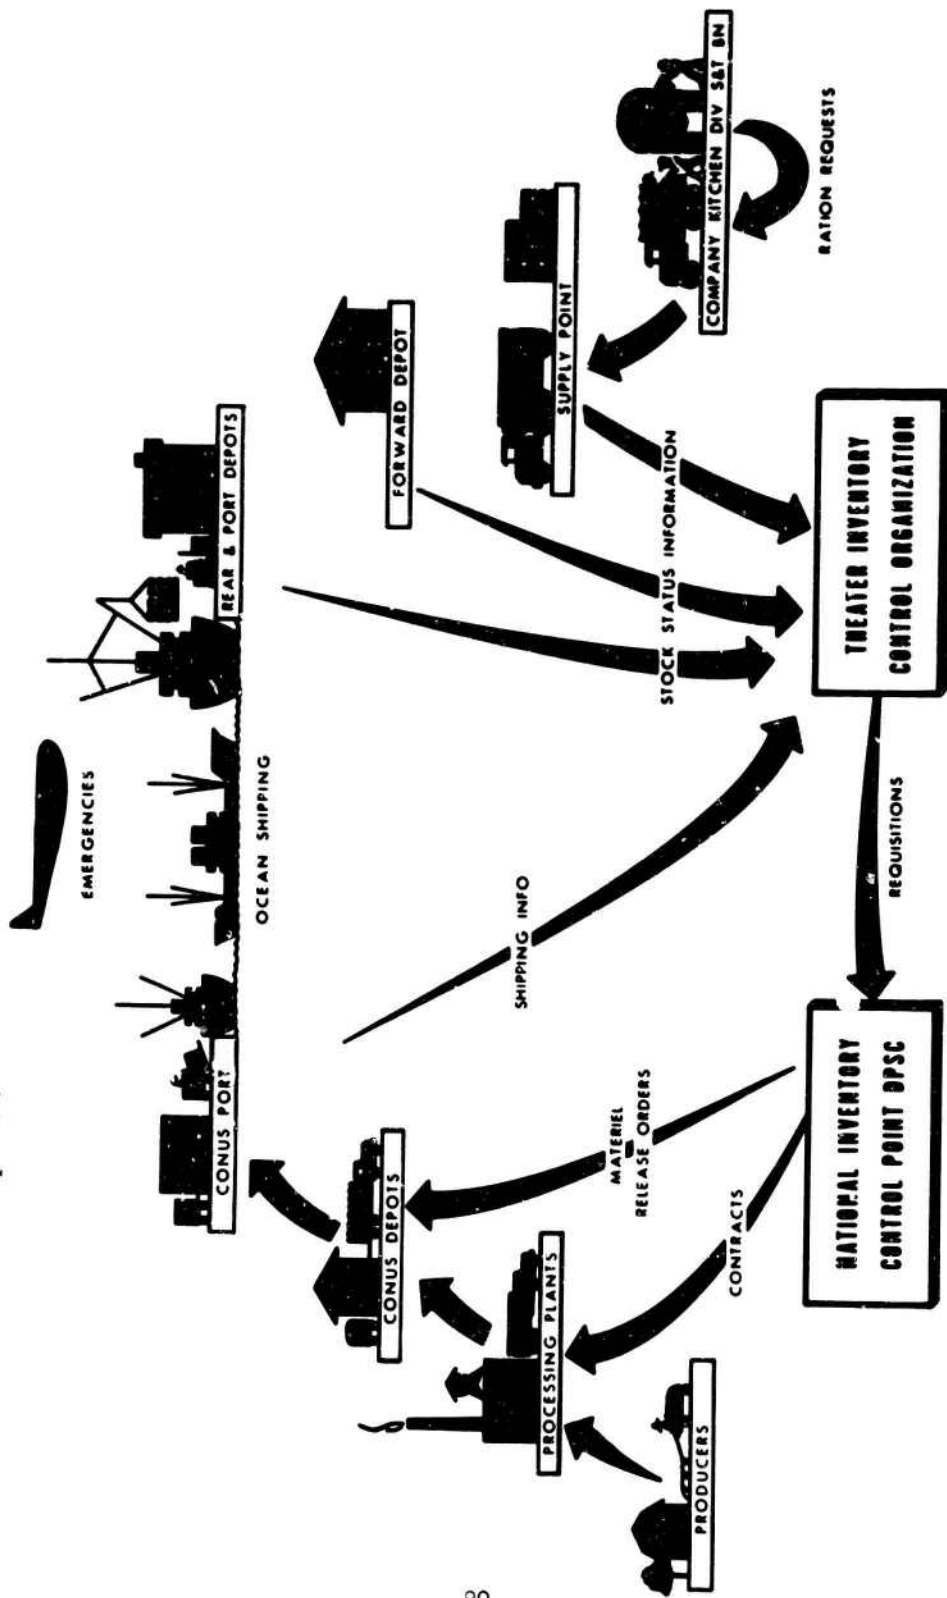 EMERGENCIES
OCEAN SHIPPING
CONUS PORT
REAR & PORT DEPOTS
CONUS DEPOTS
FORWARD DEPOT
PROCESSING PLANTS
SUPPLY POINT
PRODUCERS
COMPANY KITCHEN DIV S&T BN
RATION REQUESTS
SHIPPING INFO
STOCK STATUS INFORMATION
MATERIEL
RELEASE ORDERS
CONTRACTS
REQUISITIONS
NATIONAL INVENTORY
CONTROL POINT DPSC
THEATER INVENTORY
CONTROL ORGANIZATION